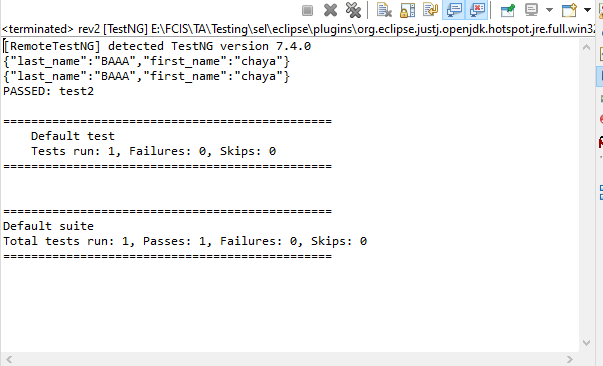 <terminated> rev2 [TestNG] E:\FCIS\TA\Testing\sel\eclipse\plugins\org.eclipse.justj.openjdk.hotspot.jre.full.win32
[RemoteTestNG] detected TestNG version 7.4.0
{"last_name":"BAAA","first_name":"chaya"}
{"last_name":"BAAA","first_name":"chaya"}
PASSED: test2
===============================================
Default test
Tests run: 1, Failures: 0, Skips: 0
===============================================
===============================================
Default suite
Total tests run: 1, Passes: 1, Failures: 0, Skips: 0
===============================================